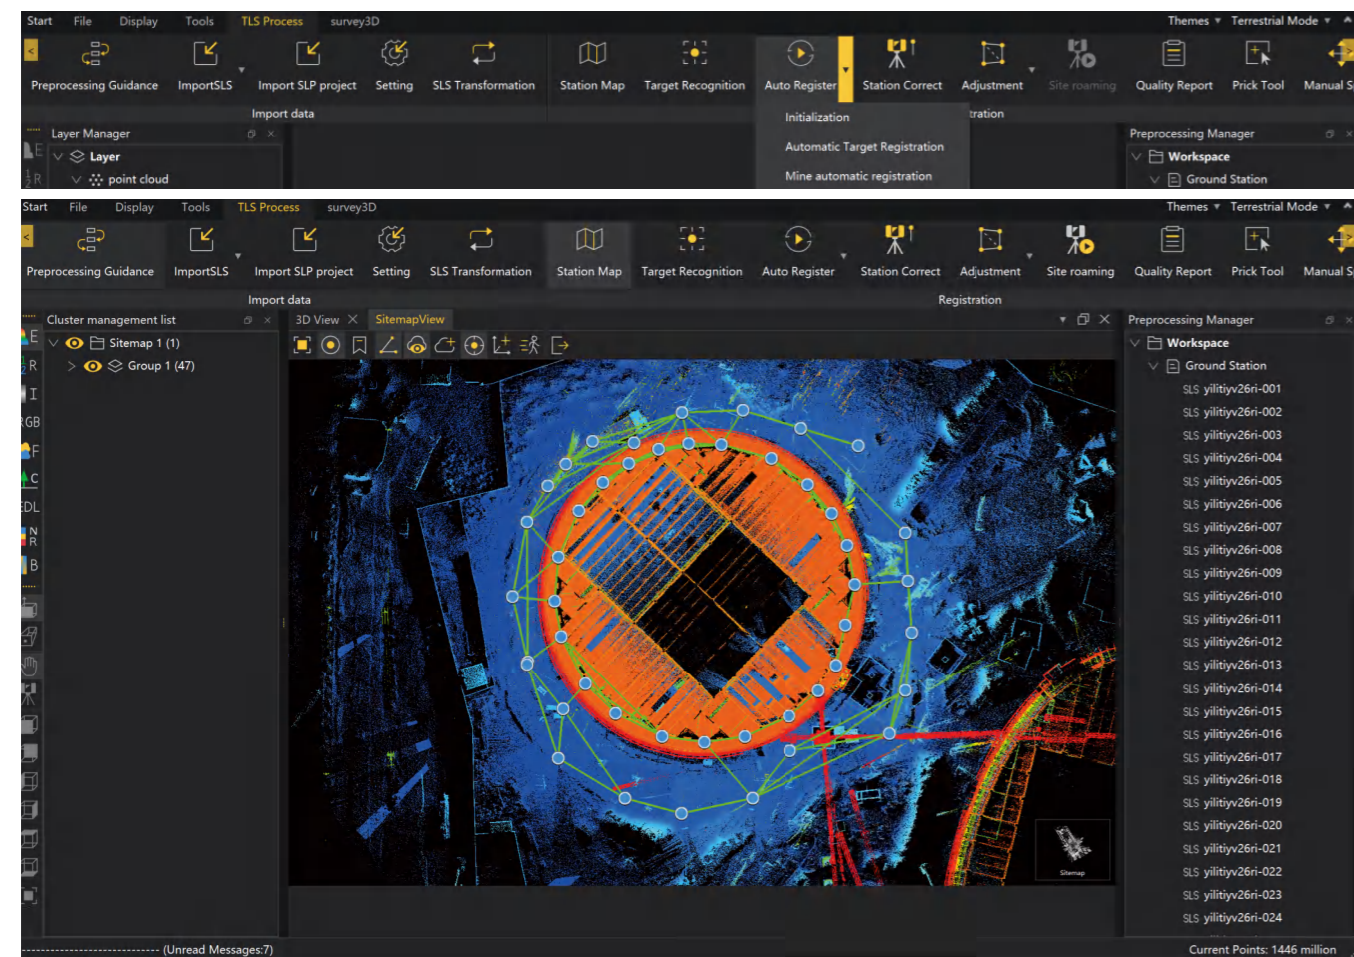 Start File Display Tools TLS Process survey3D Themes Terrestrial Mode
Preprocessing Guidance ImportSLS Import SLP project Setting SLS Transformation Station Map Target Recognition Auto Register Station Correct Adjustment Site roaming Quality Report Prick Tool Manual S
Import data
Initialization
Automatic Target Registration
Mine automatic registration
Layer Manager
Layer
point cloud
Preprocessing Manager
Workspace
Ground Station
Start File Display Tools TLS Process survey3D Themes Terrestrial Mode
Preprocessing Guidance ImportSLS Import SLP project Setting SLS Transformation Station Map Target Recognition Auto Register Station Correct Adjustment Site roaming Quality Report Prick Tool Manual S
Import data Registration
Cluster management list
Sitemap 1 (1)
Group 1 (47)
3D View SitemapView
E
R
I
RGB
F
C
EDL
N
R
B
Sitemap
Preprocessing Manager
Workspace
Ground Station
SLS yilitiyv26ri-001
SLS yilitiyv26ri-002
SLS yilitiyv26ri-003
SLS yilitiyv26ri-004
SLS yilitiyv26ri-005
SLS yilitiyv26ri-006
SLS yilitiyv26ri-007
SLS yilitiyv26ri-008
SLS yilitiyv26ri-009
SLS yilitiyv26ri-010
SLS yilitiyv26ri-011
SLS yilitiyv26ri-012
SLS yilitiyv26ri-013
SLS yilitiyv26ri-014
SLS yilitiyv26ri-015
SLS yilitiyv26ri-016
SLS yilitiyv26ri-017
SLS yilitiyv26ri-018
SLS yilitiyv26ri-019
SLS yilitiyv26ri-020
SLS yilitiyv26ri-021
SLS yilitiyv26ri-022
SLS yilitiyv26ri-023
SLS yilitiyv26ri-024
(Unread Messages:7)
Current Points: 1446 million